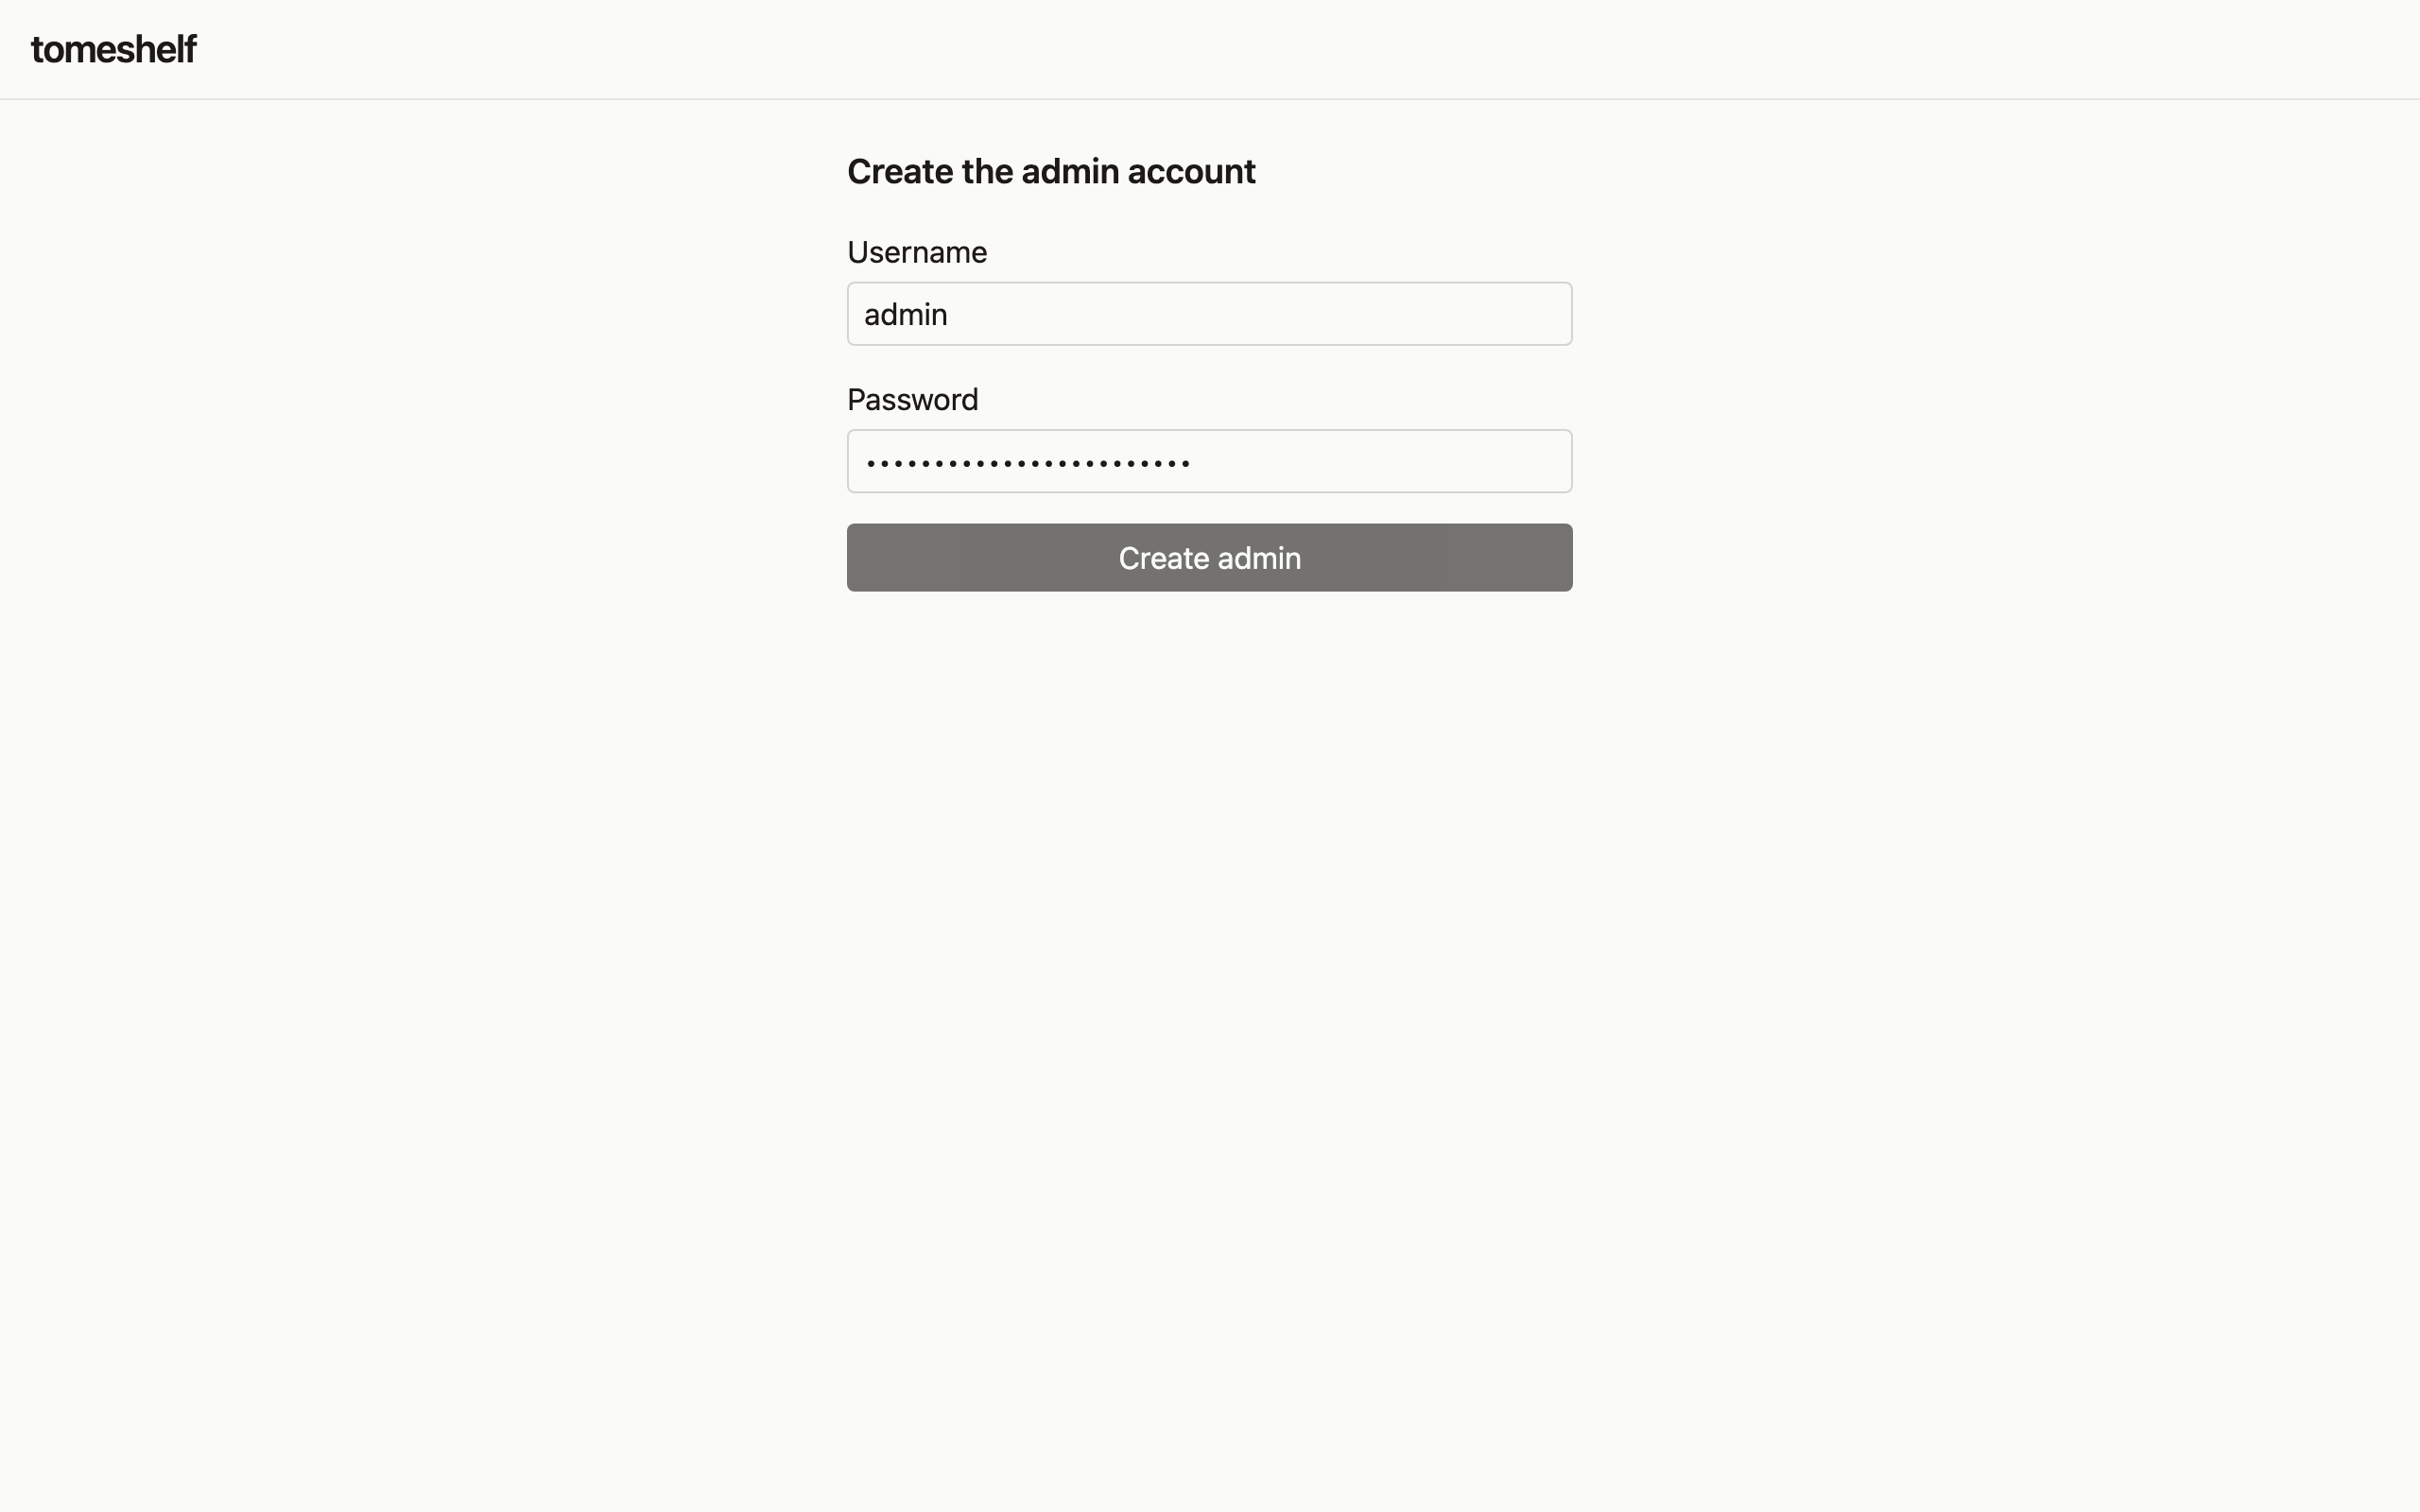 tomeshelf
Create the admin account
Username
admin
Password
••••••••••••••••••••••••
Create admin